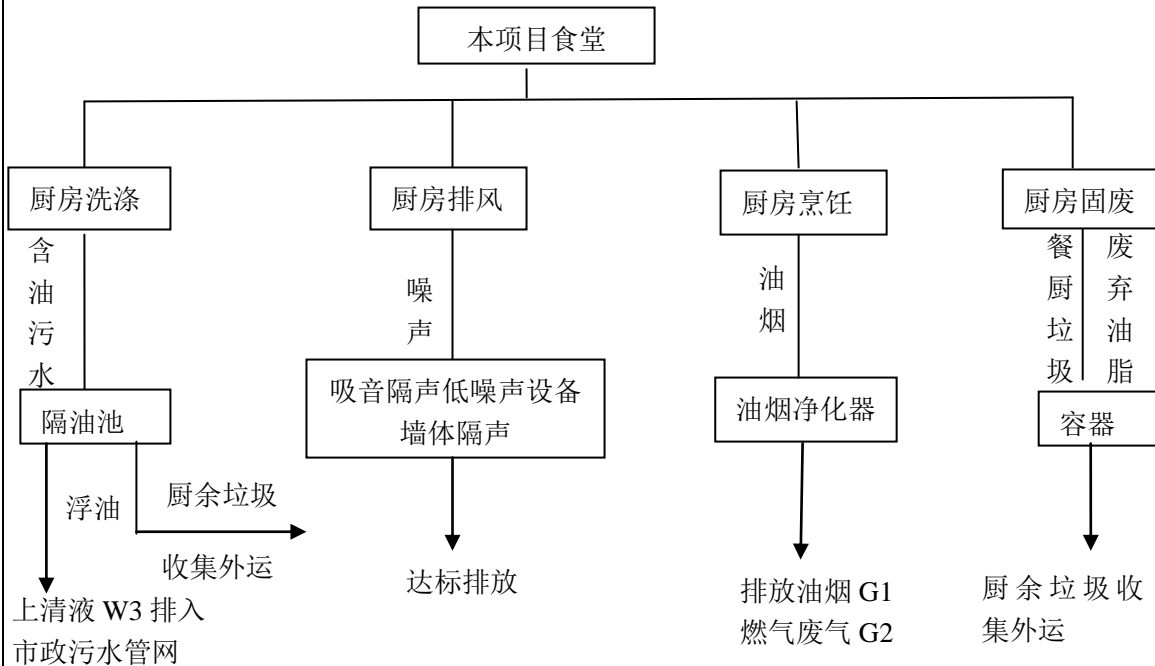 本项目食堂
厨房洗涤
厨房排风
厨房烹饪
厨房固废
含油污水
噪声
油烟
餐厨垃圾
废弃油脂
隔油池
吸音隔声低噪声设备
墙体隔声
油烟净化器
容器
浮油
厨余垃圾
收集外运
上清液 W3 排入
市政污水管网
达标排放
排放油烟 G1
燃气废气 G2
厨余垃圾收
集外运